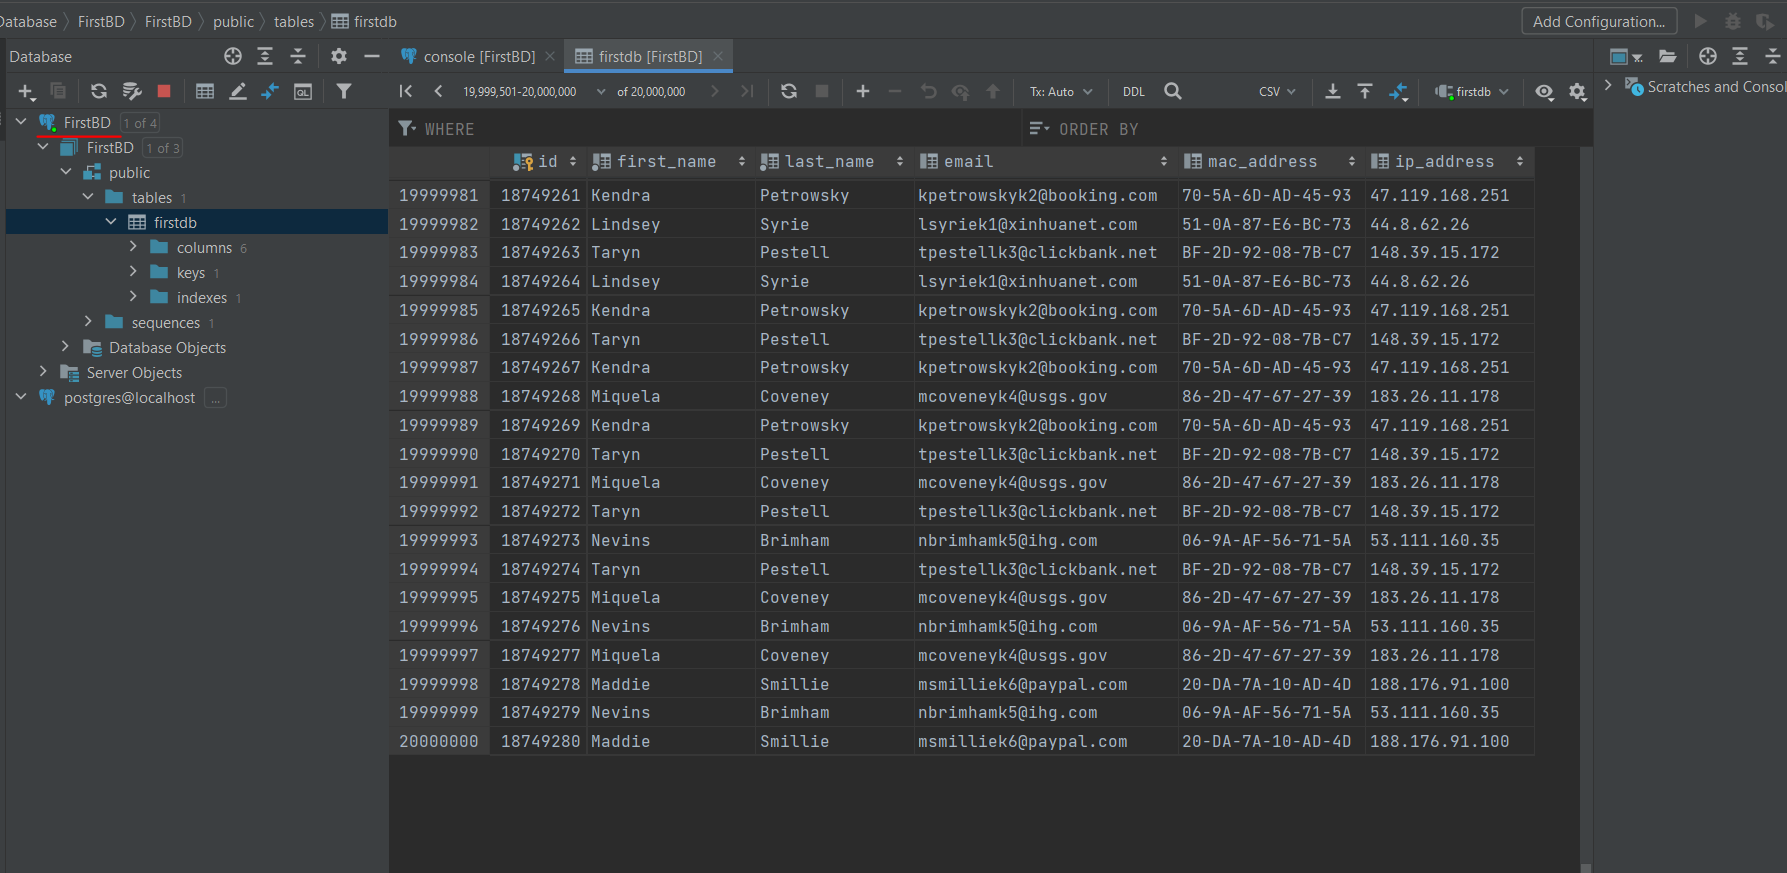 Database FirstBD FirstBD public tables firstdb
Add Configuration...
Database
console [FirstBD] firstdb [FirstBD]
19,999,501-20,000,000 of 20,000,000 Tx: Auto DDL CSV firstdb
QL
Scratches and Consol
FirstBD 1 of 4
FirstBD 1 of 3
public
tables 1
firstdb
columns 6
keys 1
indexes 1
sequences 1
Database Objects
Server Objects
postgres@localhost ...
WHERE ORDER BY
id first_name last_name email mac_address ip_address
19999981 18749261 Kendra Petrowsky kpetrowskyk2@booking.com 70-5A-6D-AD-45-93 47.119.168.251
19999982 18749262 Lindsey Syrie lsyriek1@xinhuanet.com 51-0A-87-E6-BC-73 44.8.62.26
19999983 18749263 Taryn Pestell tpestellk3@clickbank.net BF-2D-92-08-7B-C7 148.39.15.172
19999984 18749264 Lindsey Syrie lsyriek1@xinhuanet.com 51-0A-87-E6-BC-73 44.8.62.26
19999985 18749265 Kendra Petrowsky kpetrowskyk2@booking.com 70-5A-6D-AD-45-93 47.119.168.251
19999986 18749266 Taryn Pestell tpestellk3@clickbank.net BF-2D-92-08-7B-C7 148.39.15.172
19999987 18749267 Kendra Petrowsky kpetrowskyk2@booking.com 70-5A-6D-AD-45-93 47.119.168.251
19999988 18749268 Miquela Coveney mcoveneyk4@usgs.gov 86-2D-47-67-27-39 183.26.11.178
19999989 18749269 Kendra Petrowsky kpetrowskyk2@booking.com 70-5A-6D-AD-45-93 47.119.168.251
19999990 18749270 Taryn Pestell tpestellk3@clickbank.net BF-2D-92-08-7B-C7 148.39.15.172
19999991 18749271 Miquela Coveney mcoveneyk4@usgs.gov 86-2D-47-67-27-39 183.26.11.178
19999992 18749272 Taryn Pestell tpestellk3@clickbank.net BF-2D-92-08-7B-C7 148.39.15.172
19999993 18749273 Nevins Brimham nbrimhamk5@ihg.com 06-9A-AF-56-71-5A 53.111.160.35
19999994 18749274 Taryn Pestell tpestellk3@clickbank.net BF-2D-92-08-7B-C7 148.39.15.172
19999995 18749275 Miquela Coveney mcoveneyk4@usgs.gov 86-2D-47-67-27-39 183.26.11.178
19999996 18749276 Nevins Brimham nbrimhamk5@ihg.com 06-9A-AF-56-71-5A 53.111.160.35
19999997 18749277 Miquela Coveney mcoveneyk4@usgs.gov 86-2D-47-67-27-39 183.26.11.178
19999998 18749278 Maddie Smillie msmilliek6@paypal.com 20-DA-7A-10-AD-4D 188.176.91.100
19999999 18749279 Nevins Brimham nbrimhamk5@ihg.com 06-9A-AF-56-71-5A 53.111.160.35
20000000 18749280 Maddie Smillie msmilliek6@paypal.com 20-DA-7A-10-AD-4D 188.176.91.100